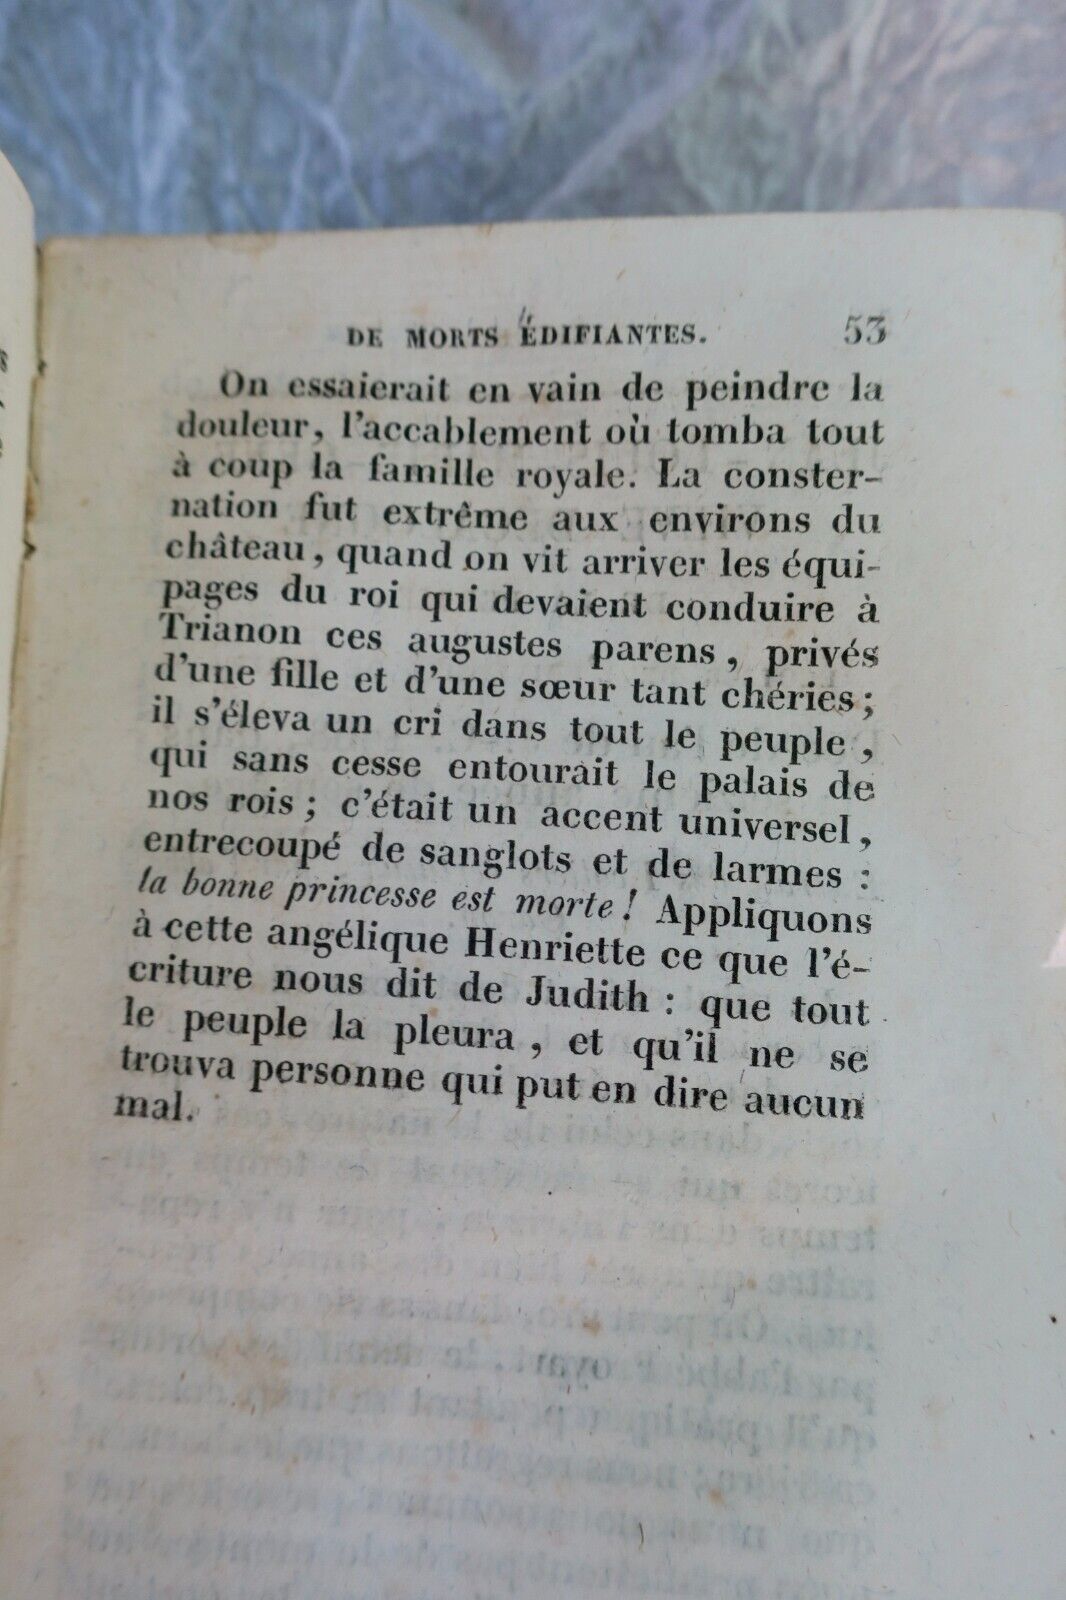 DE MORTS ÉDIFIANTES. 53
On essaierait en vain de peindre la
douleur, l'accablement où tomba tout
à coup la famille royale. La conster-
nation fut extrême aux environs du
château, quand on vit arriver les équi-
pages du roi qui devaient conduire à
Trianon ces augustes parens, privés
d'une fille et d'une sœur tant chéries;
il s'éleva un cri dans tout le peuple,
qui sans cesse entourait le palais de
nos rois; c'était un accent universel,
entrecoupé de sanglots et de larmes :
la bonne princesse est morte! Appliquons
à cette angélique Henriette ce que l'é-
criture nous dit de Judith : que tout
le peuple la pleura, et qu'il ne se
trouva personne qui put en dire aucun
mal.